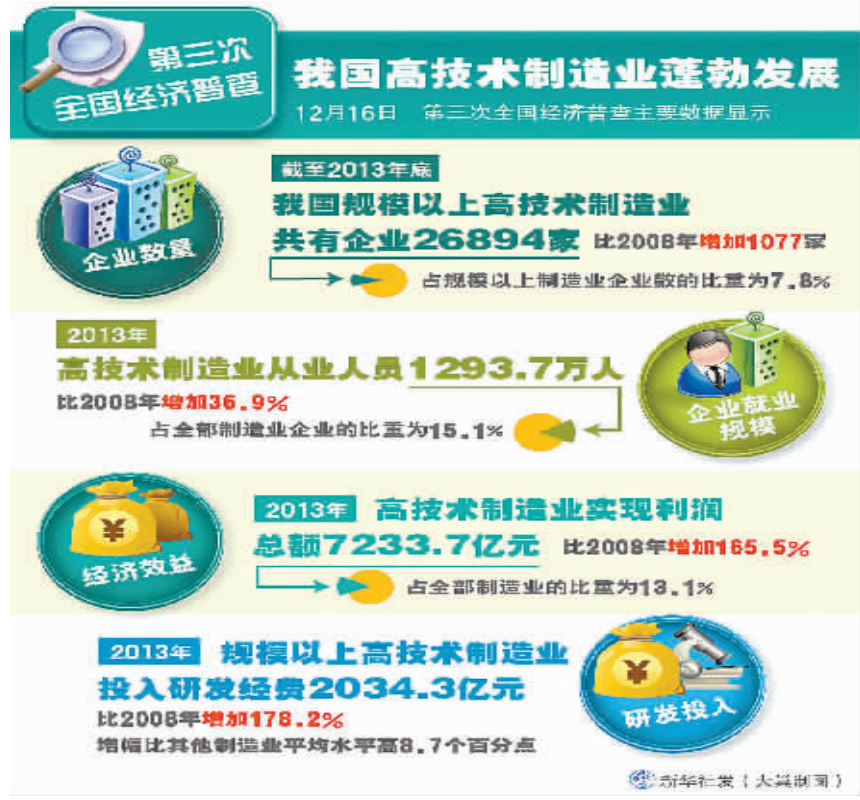 第三次
全国经济普查
我国高技术制造业蓬勃发展
12月16日 第三次全国经济普查主要数据显示
截至2013年底
我国规模以上高技术制造业
共有企业26894家 比2008年增加1077家
占规模以上制造业企业数的比重为7.8%
企业数量
2013年
高技术制造业从业人员1293.7万人
比2008年增加36.9%
占全部制造业企业的比重为15.1%
企业就业
规模
2013年 高技术制造业实现利润
总额7233.7亿元 比2008年增加165.5%
占全部制造业的比重为13.1%
经济效益
2013年 规模以上高技术制造业
投入研发经费2034.3亿元
比2008年增加178.2%
增幅比其他制造业平均水平高8.7个百分点
研发投入
新华社发（大巢制图）